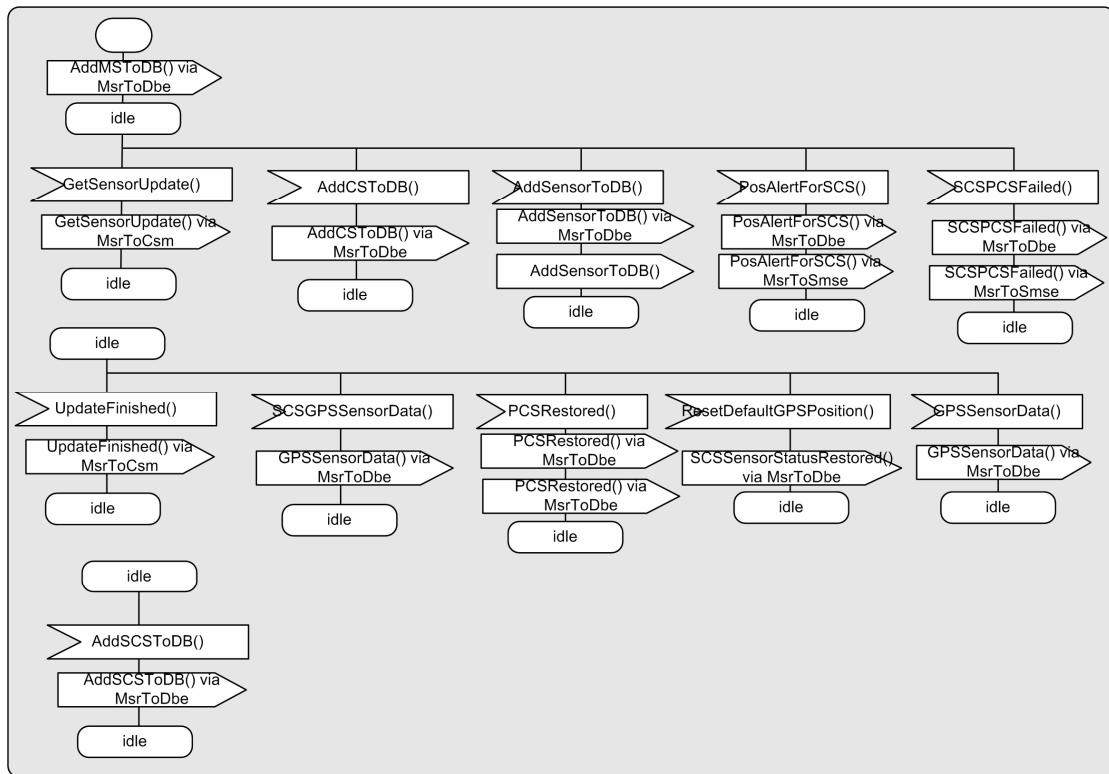 AddMSToDB() via
MsrToDbe
idle
GetSensorUpdate()
AddCSToDB()
AddSensorToDB()
PosAlertForSCS()
SCSPCSFailed()
GetSensorUpdate() via
MsrToCsm
AddCSToDB() via
MsrToDbe
AddSensorToDB() via
MsrToDbe
PosAlertForSCS() via
MsrToDbe
SCSPCSFailed() via
MsrToDbe
AddSensorToDB()
PosAlertForSCS() via
MsrToSmse
SCSPCSFailed() via
MsrToSmse
idle
idle
idle
idle
idle
idle
UpdateFinished()
SCSGPSSensorData()
PCSRestored()
ResetDefaultGPSPosition()
GPSSensorData()
UpdateFinished() via
MsrToCsm
GPSSensorData() via
MsrToDbe
PCSRestored() via
MsrToDbe
SCSSensorStatusRestored()
via MsrToDbe
GPSSensorData() via
MsrToDbe
PCSRestored() via
MsrToDbe
idle
idle
idle
idle
idle
idle
AddSCSToDB()
AddSCSToDB() via
MsrToDbe
idle